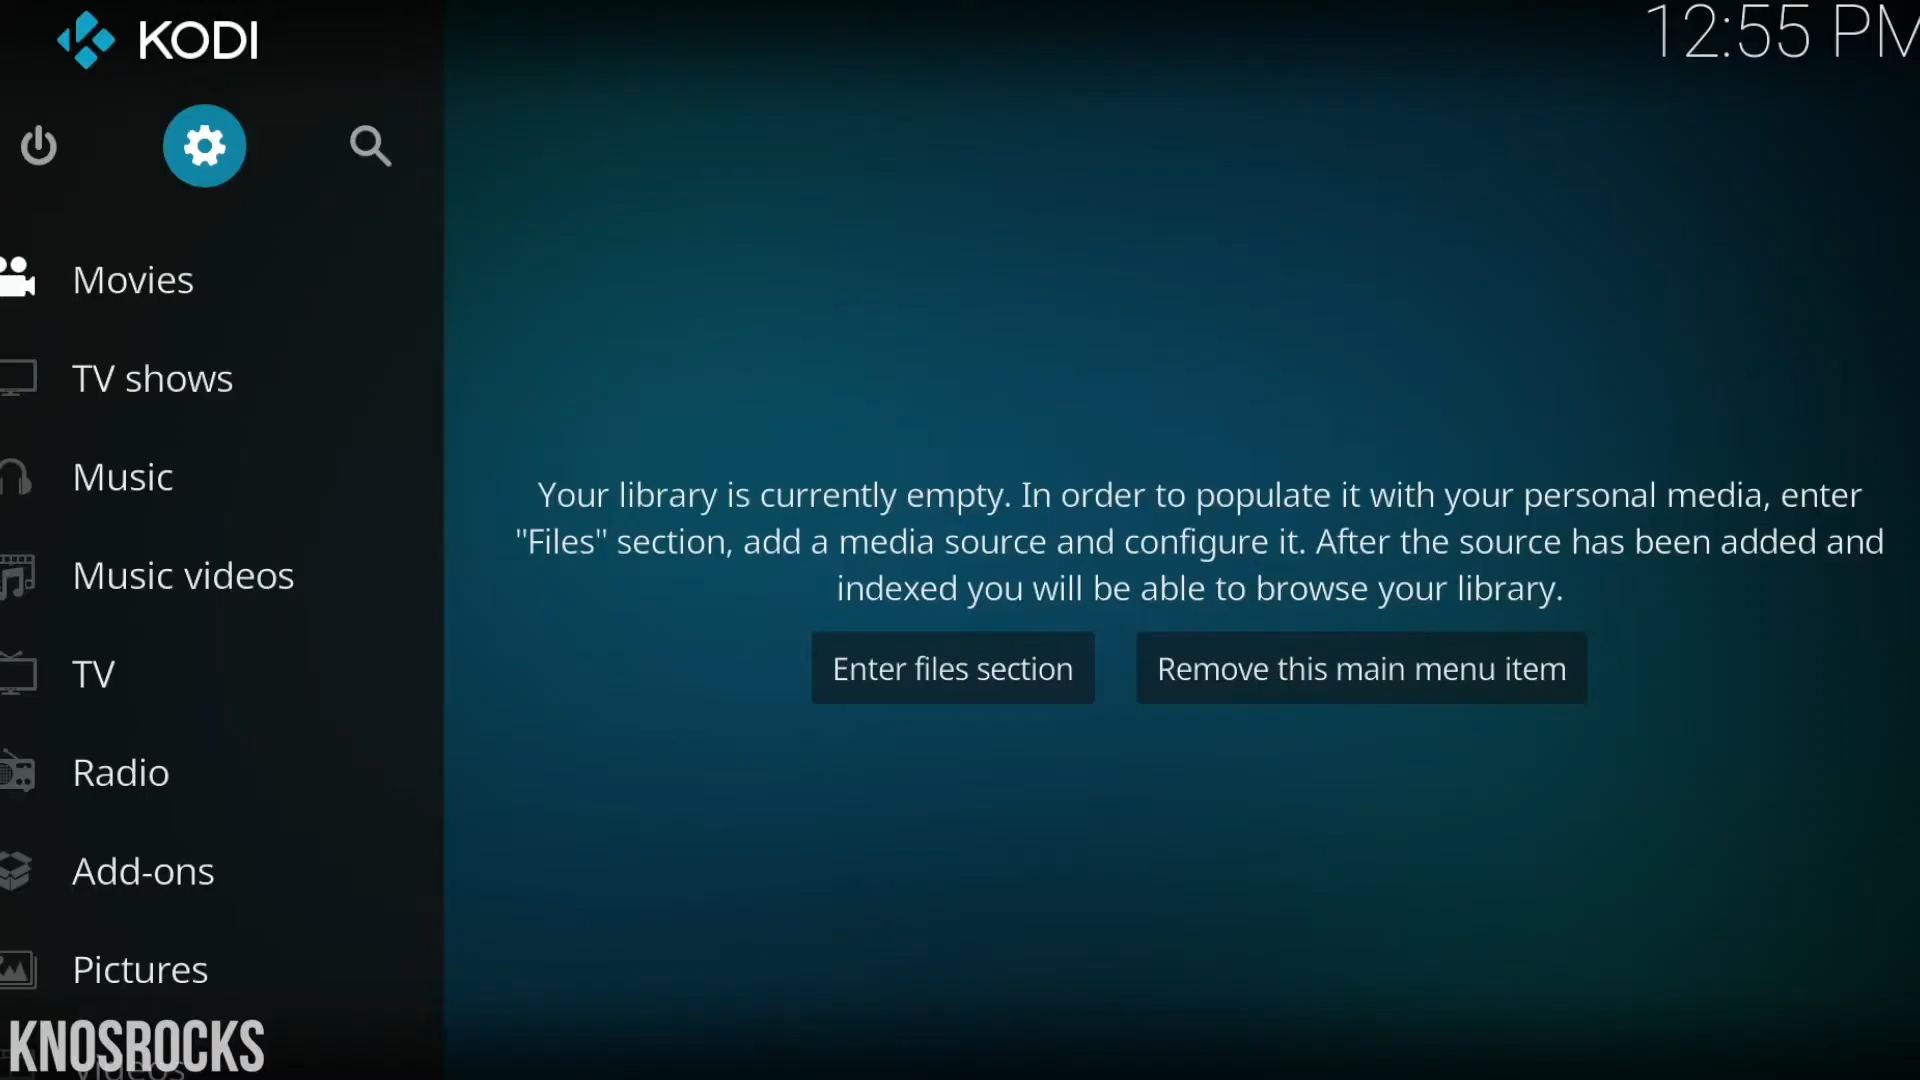 KODI
12:55 PM
Movies
TV shows
Music
Music videos
TV
Radio
Add-ons
Pictures
Videos
Your library is currently empty. In order to populate it with your personal media, enter
"Files" section, add a media source and configure it. After the source has been added and
indexed you will be able to browse your library.
Enter files section
Remove this main menu item
KNOSROCKS